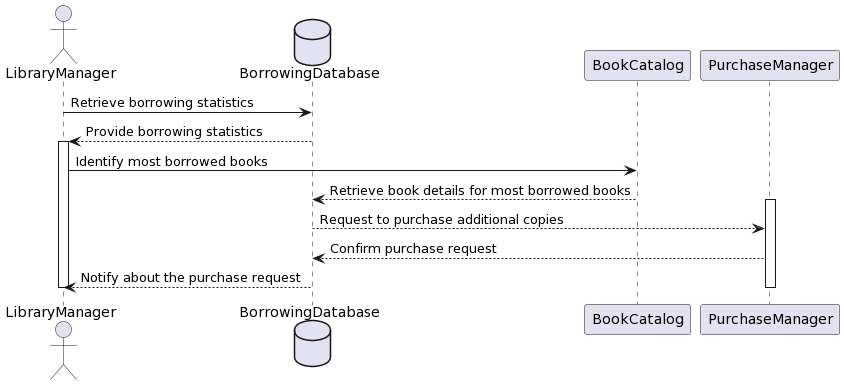 LibraryManager
BorrowingDatabase
BookCatalog
PurchaseManager
Retrieve borrowing statistics
Provide borrowing statistics
Identify most borrowed books
Retrieve book details for most borrowed books
Request to purchase additional copies
Confirm purchase request
Notify about the purchase request
LibraryManager
BorrowingDatabase
BookCatalog
PurchaseManager